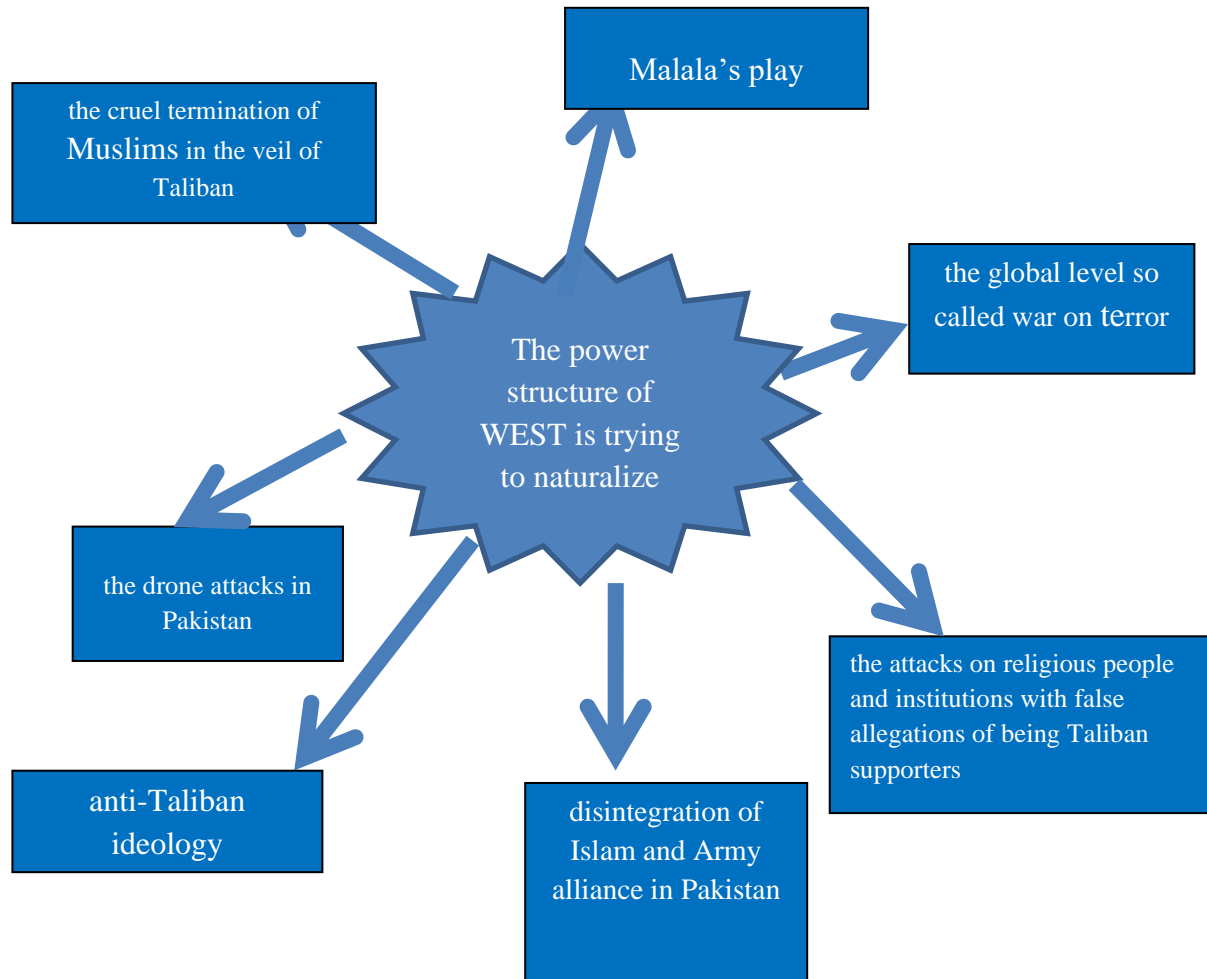 Malala’s play
the cruel termination of
Muslims in the veil of
Taliban
the global level so
called war on terror
The power
structure of
WEST is trying
to naturalize
the drone attacks in
Pakistan
the attacks on religious people
and institutions with false
allegations of being Taliban
supporters
anti-Taliban
ideology
disintegration of
Islam and Army
alliance in Pakistan